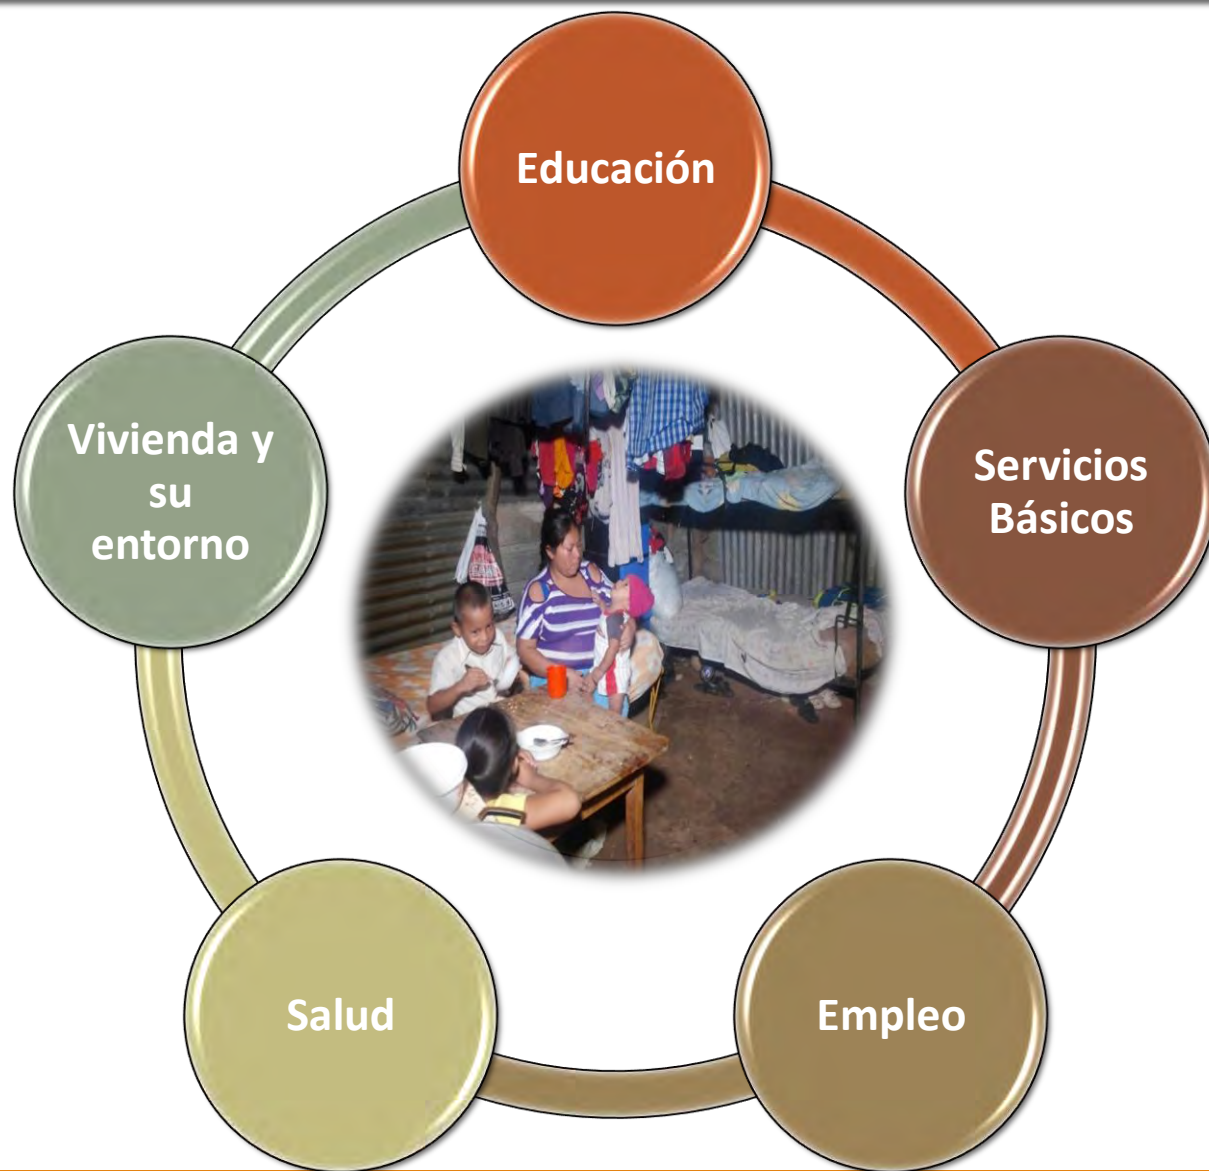 Educación
Servicios
Básicos
Empleo
Salud
Vivienda y
su
entorno